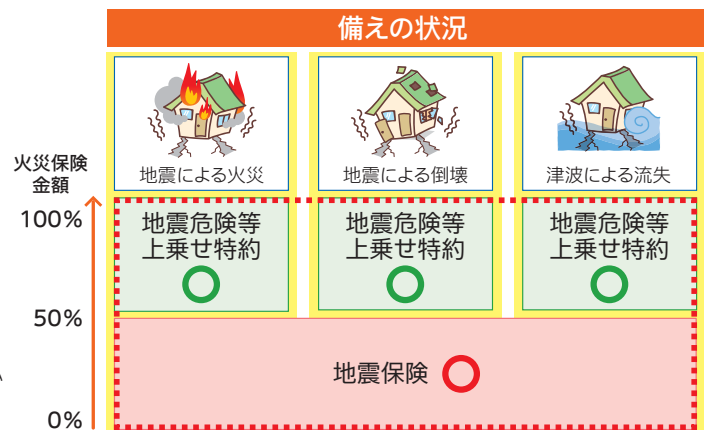 備えの状況
地震による火災
地震による倒壊
津波による流失
火災保険
金額
100%
地震危険等
上乗せ特約
地震危険等
上乗せ特約
地震危険等
上乗せ特約
50%
地震保険
0%